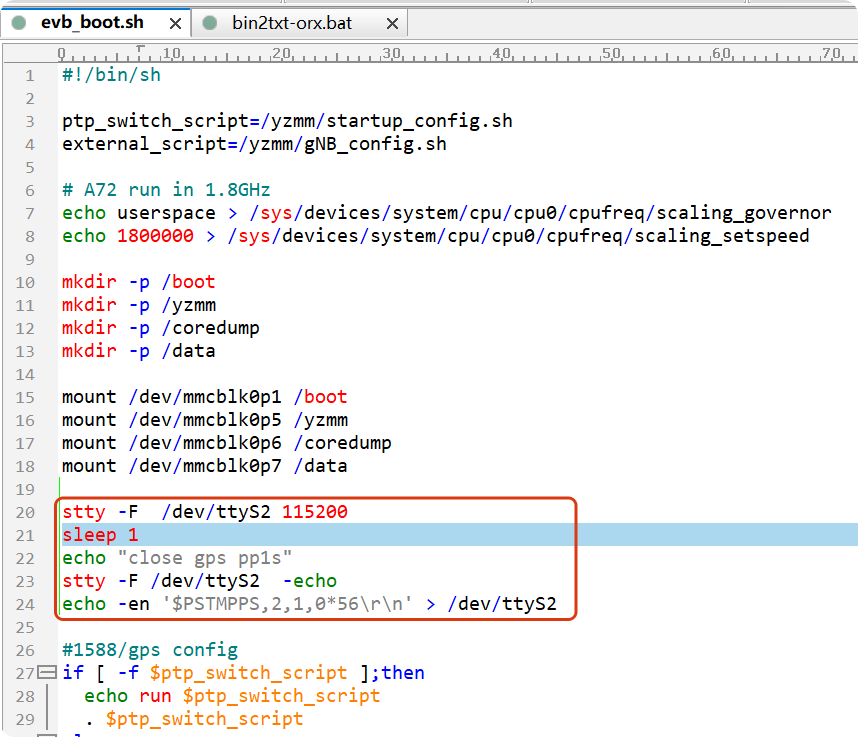 evb_boot.sh
bin2txt-orx.bat
0 10 20 30 40 50 60 70
1 #!/bin/sh
2
3 ptp_switch_script=/yzmm/startup_config.sh
4 external_script=/yzmm/gNB_config.sh
5
6 # A72 run in 1.8GHz
7 echo userspace > /sys/devices/system/cpu/cpu0/cpufreq/scaling_governor
8 echo 1800000 > /sys/devices/system/cpu/cpu0/cpufreq/scaling_setspeed
9
10 mkdir -p /boot
11 mkdir -p /yzmm
12 mkdir -p /coredump
13 mkdir -p /data
14
15 mount /dev/mmcblk0p1 /boot
16 mount /dev/mmcblk0p5 /yzmm
17 mount /dev/mmcblk0p6 /coredump
18 mount /dev/mmcblk0p7 /data
19
20 stty -F  /dev/ttyS2 115200
21 sleep 1
22 echo "close gps pp1s"
23 stty -F /dev/ttyS2  -echo
24 echo -en '$PSTMPPS,2,1,0*56\r\n' > /dev/ttyS2
25
26 #1588/gps config
27 if [ -f $ptp_switch_script ];then
28   echo run $ptp_switch_script
29   . $ptp_switch_script